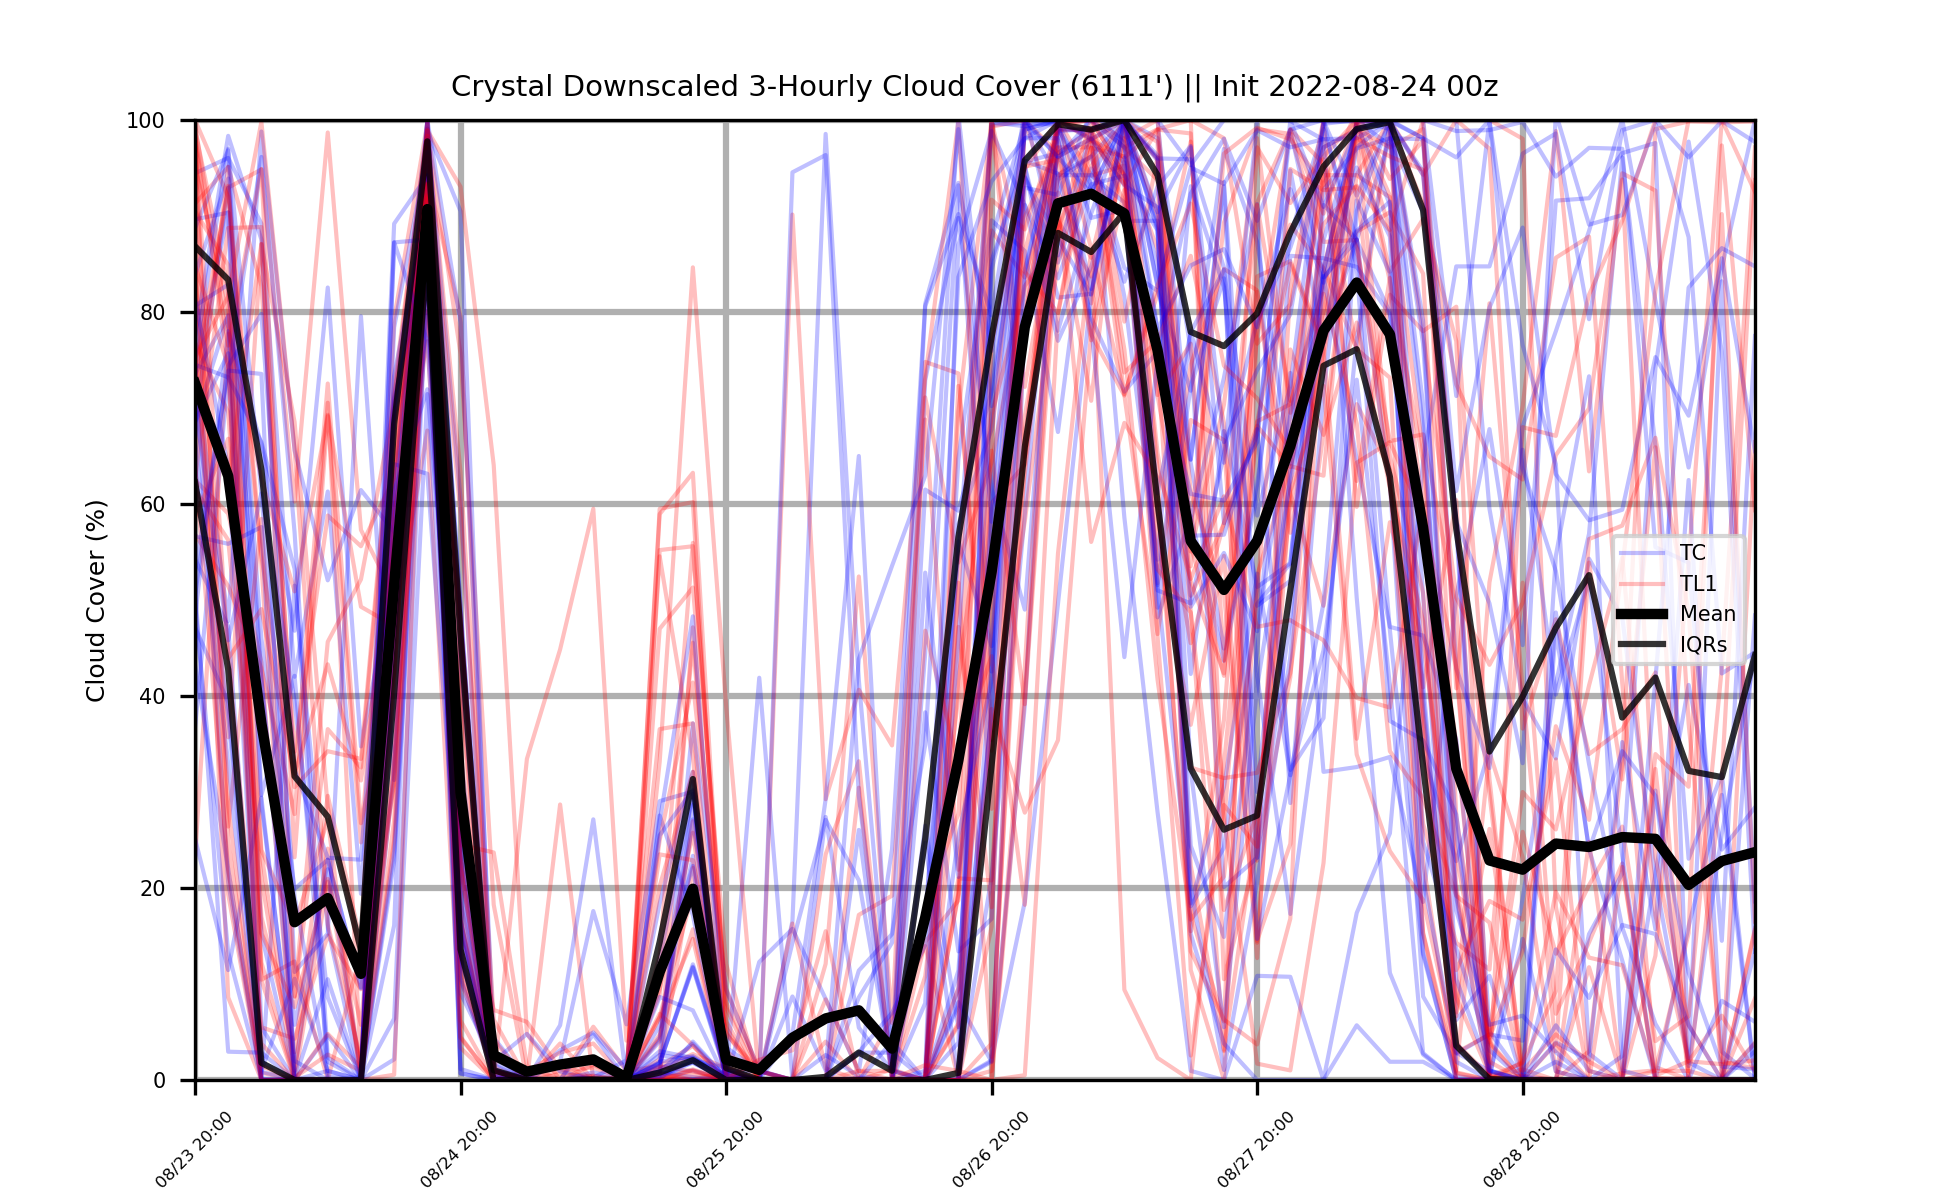 Crystal Downscaled 3-Hourly Cloud Cover (6111') || Init 2022-08-24 00z
Cloud Cover (%)
100
80
60
40
20
0
TC
TL1
Mean
IQRs
08/23 20:00
08/24 20:00
08/25 20:00
08/26 20:00
08/27 20:00
08/28 20:00